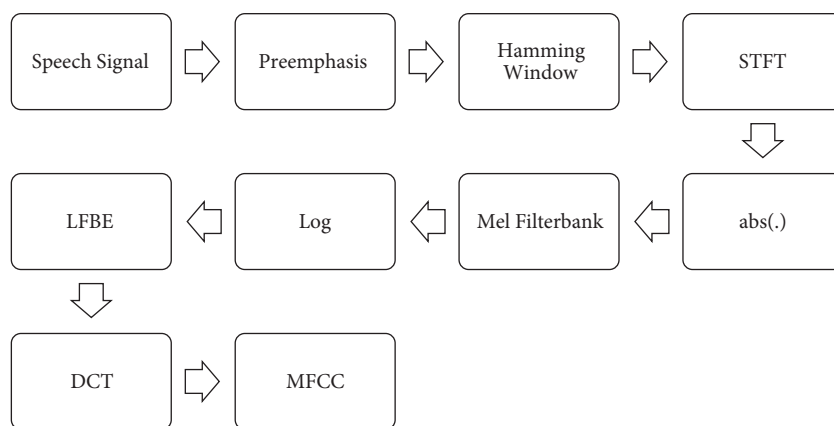 Speech Signal
Preemphasis
Hamming
Window
STFT
abs(.)
Mel Filterbank
Log
LFBE
DCT
MFCC